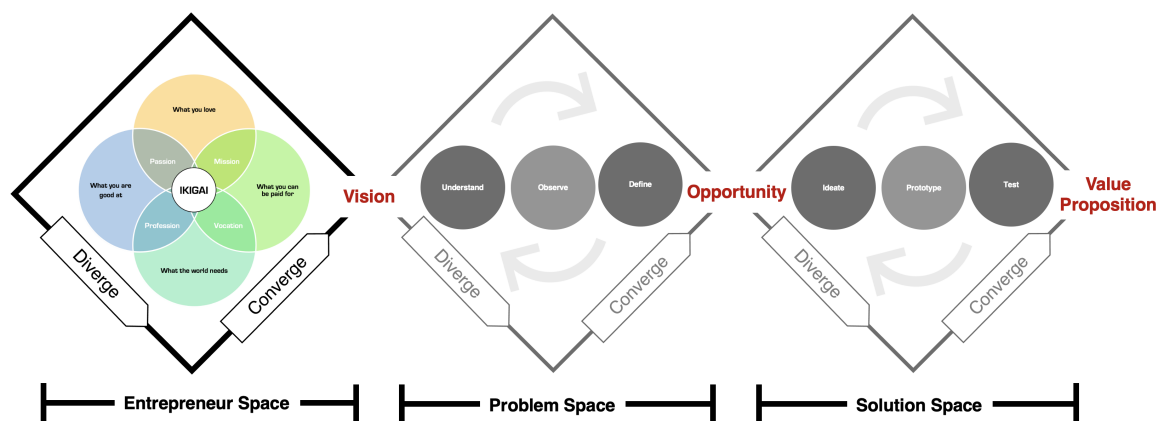 What you love
Passion
Mission
What you are
good at
IKIGAI
What you can
be paid for
Profession
Vacation
What the world needs
Diverge
Converge
Entrepreneur Space
Vision
Understand
Observe
Define
Diverge
Converge
Problem Space
Opportunity
Ideate
Prototype
Test
Diverge
Converge
Solution Space
Value
Proposition